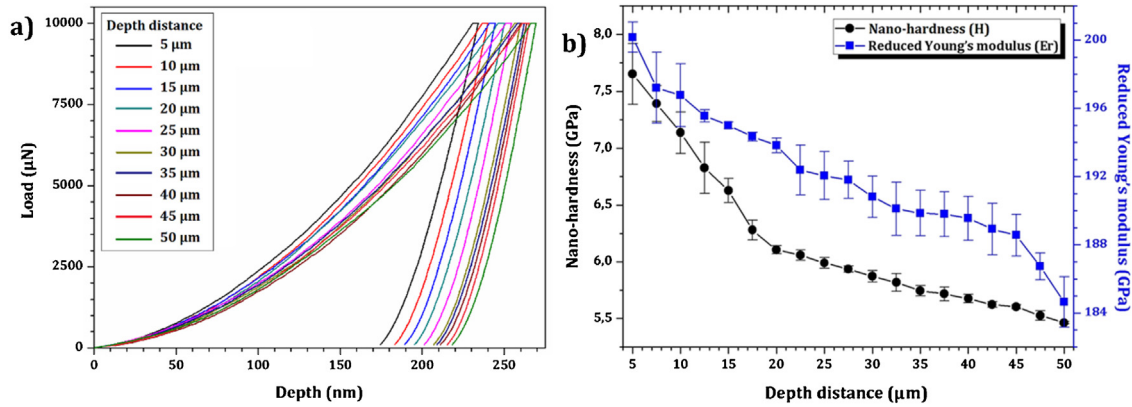 a)
Depth distance
5 μm
10 μm
15 μm
20 μm
25 μm
30 μm
35 μm
40 μm
45 μm
50 μm
10000
7500
5000
2500
0
Load (μN)
0 50 100 150 200 250
Depth (nm)
b)
Nano-hardness (H)
Reduced Young's modulus (Er)
8,0
7,5
7,0
6,5
6,0
5,5
Nano-hardness (GPa)
200
196
192
188
184
Reduced Young's modulus (GPa)
5 10 15 20 25 30 35 40 45 50
Depth distance (μm)